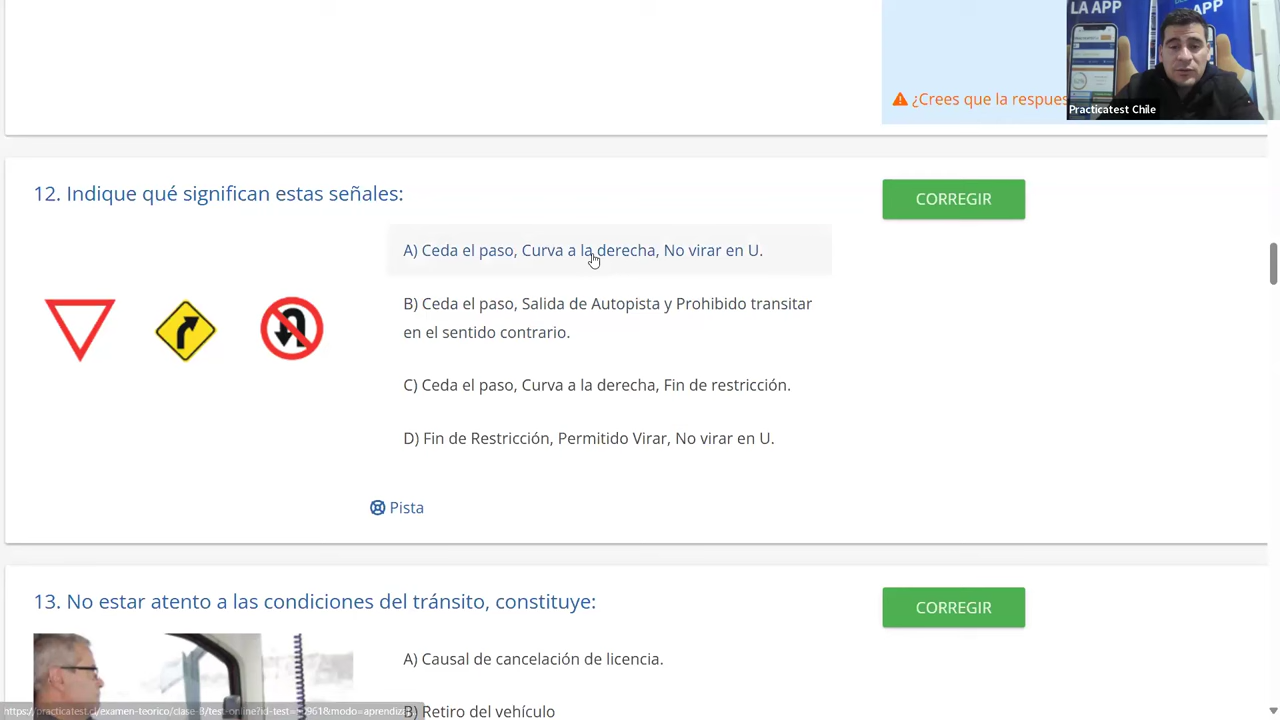 LA APP
APP
¿Crees que la respues
Practicatest Chile
12. Indique qué significan estas señales:
CORREGIR
A) Ceda el paso, Curva a la derecha, No virar en U.
B) Ceda el paso, Salida de Autopista y Prohibido transitar
en el sentido contrario.
C) Ceda el paso, Curva a la derecha, Fin de restricción.
D) Fin de Restricción, Permitido Virar, No virar en U.
Pista
13. No estar atento a las condiciones del tránsito, constituye:
CORREGIR
A) Causal de cancelación de licencia.
B) Retiro del vehículo